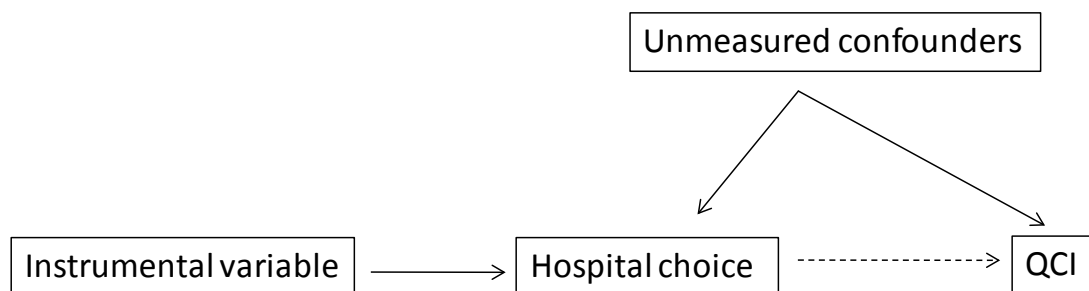 Unmeasured confounders
Instrumental variable
Hospital choice
QCI